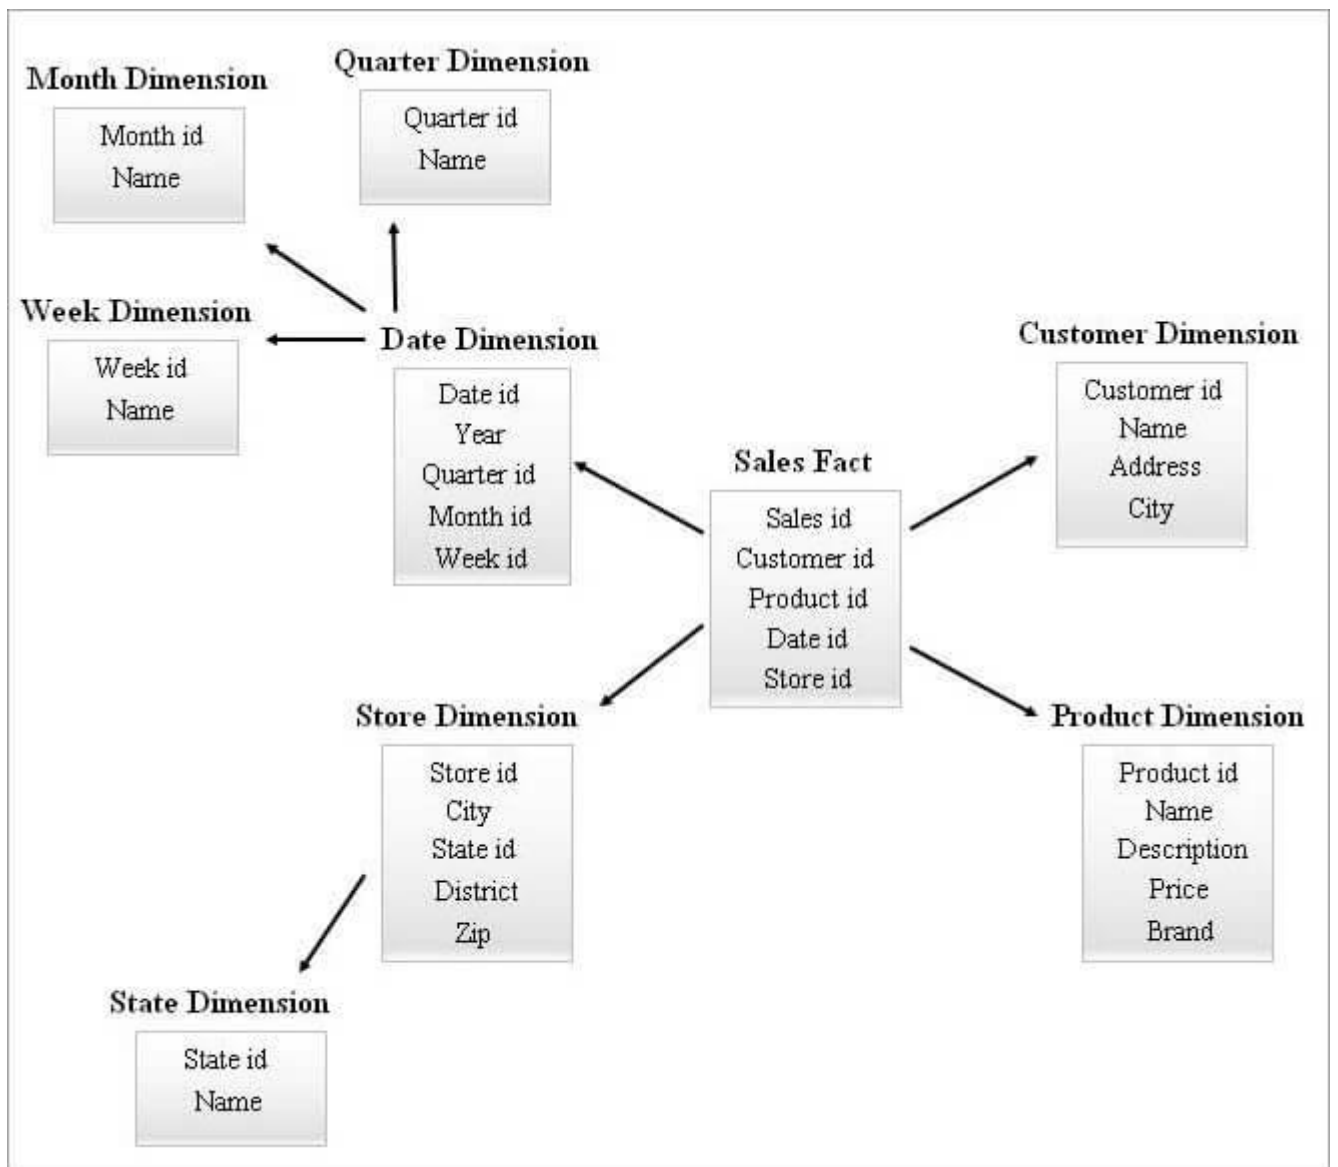 Month Dimension
Month id
Name
Quarter Dimension
Quarter id
Name
Week Dimension
Week id
Name
Date Dimension
Date id
Year
Quarter id
Month id
Week id
Sales Fact
Sales id
Customer id
Product id
Date id
Store id
Customer Dimension
Customer id
Name
Address
City
Store Dimension
Store id
City
State id
District
Zip
Product Dimension
Product id
Name
Description
Price
Brand
State Dimension
State id
Name